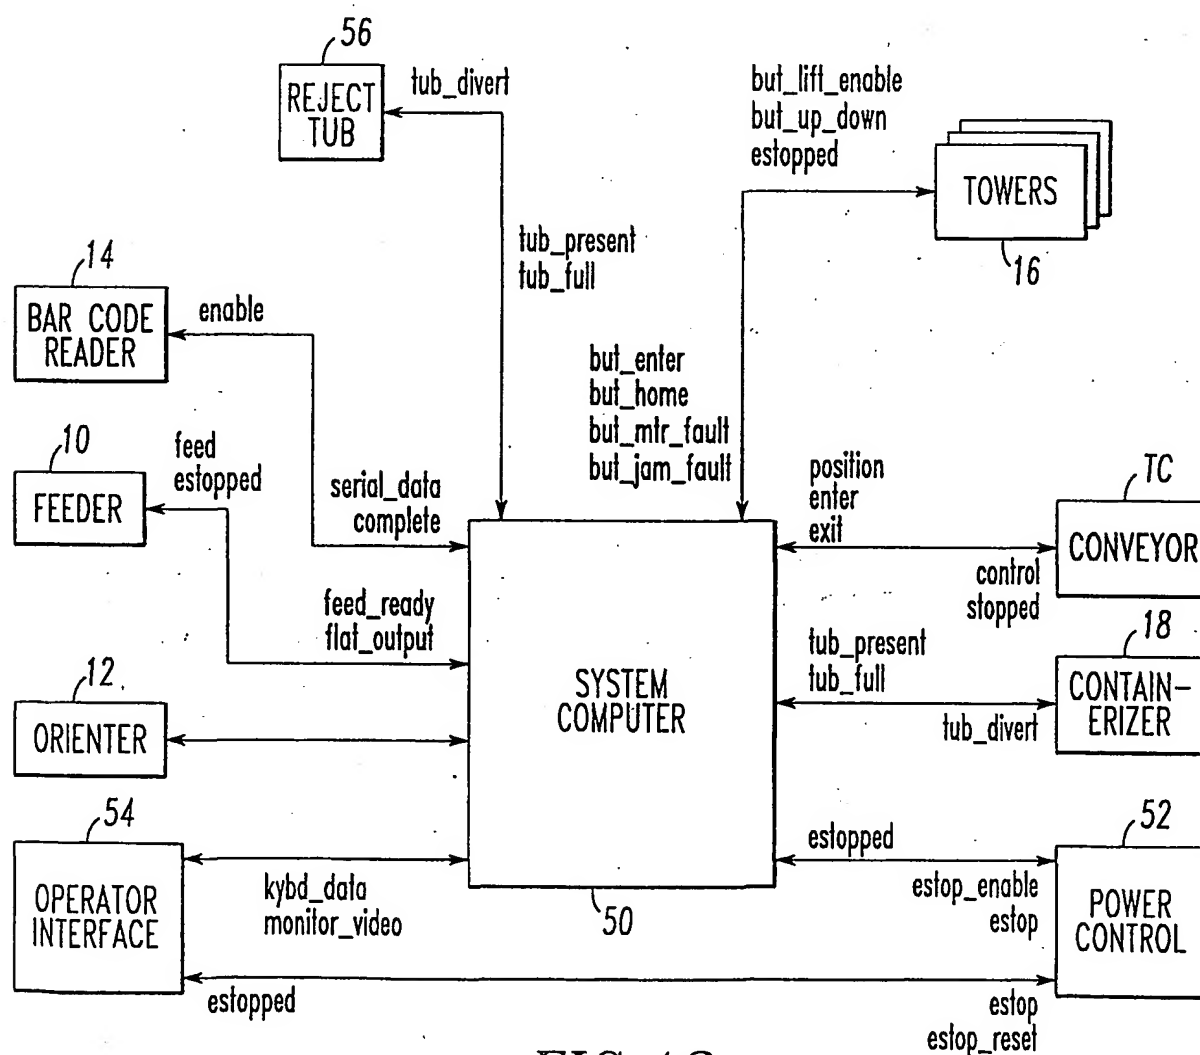 56
REJECT
TUB
tub_divert
but_lift_enable
but_up_down
estopped
TOWERS
16
tub_present
tub_full
14
BAR CODE
READER
enable
but_enter
but_home
but_mtr_fault
but_jam_fault
10
FEEDER
feed
estopped
serial_data
complete
position
enter
exit
TC
CONVEYOR
control
stopped
feed_ready
flat_output
12
ORIENTER
SYSTEM
COMPUTER
50
tub_present
tub_full
18
CONTAIN-
ERIZER
tub_divert
54
OPERATOR
INTERFACE
kybd_data
monitor_video
estopped
52
POWER
CONTROL
estop_enable
estop
estopped
estop
estop_reset